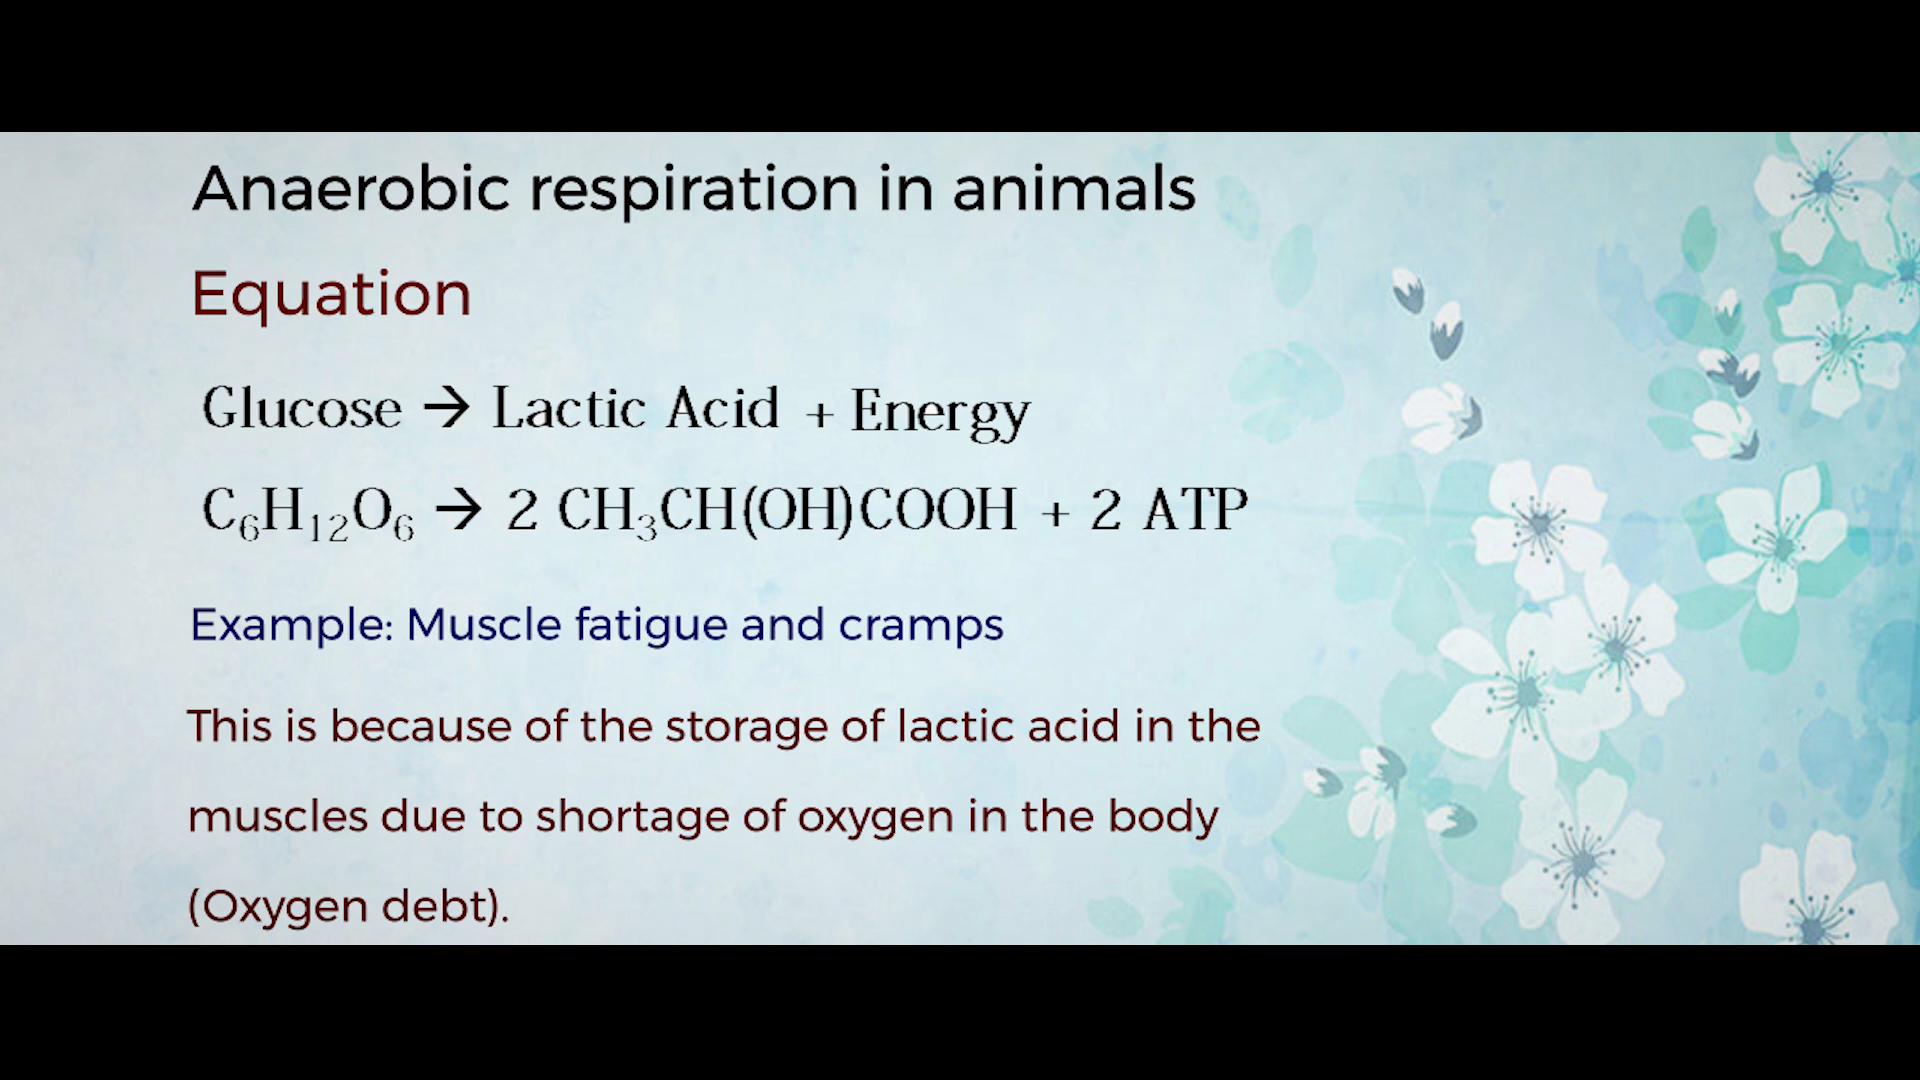 Anaerobic respiration in animals
Equation
Glucose → Lactic Acid + Energy
C₆H₁₂O₆ → 2 CH₃CH(OH)COOH + 2 ATP
Example: Muscle fatigue and cramps
This is because of the storage of lactic acid in the
muscles due to shortage of oxygen in the body
(Oxygen debt).